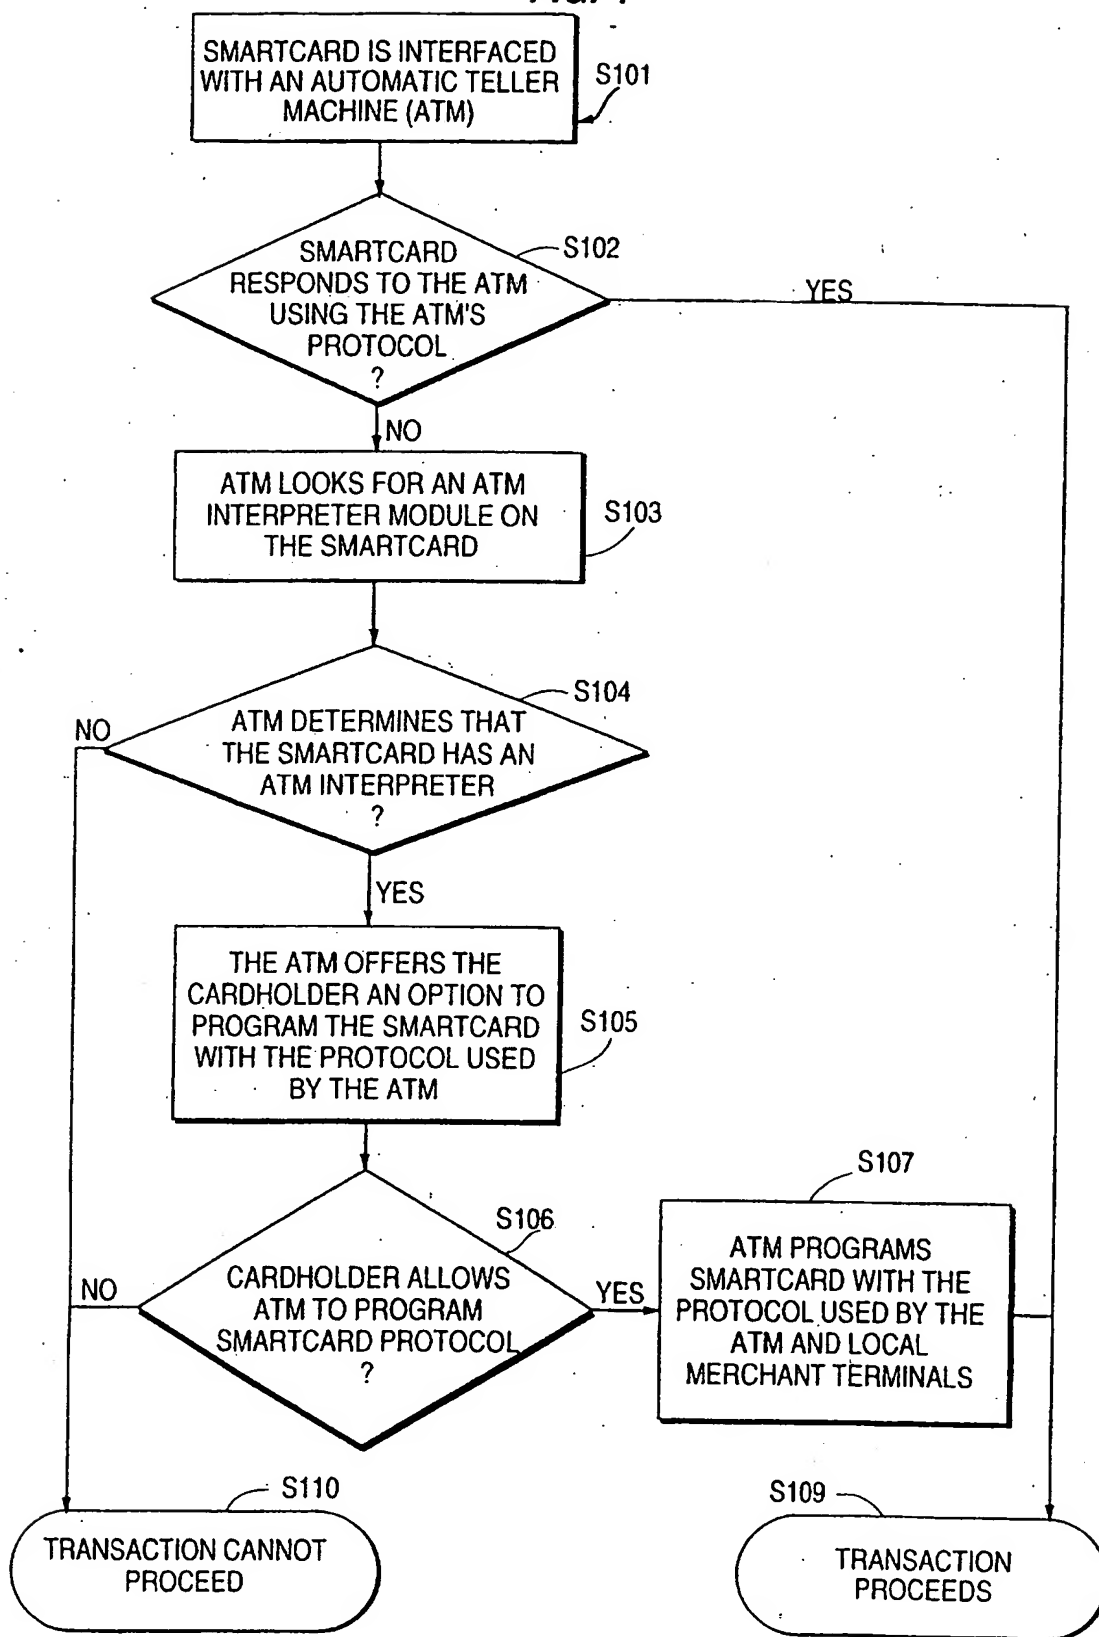 SMARTCARD IS INTERFACED
WITH AN AUTOMATIC TELLER
MACHINE (ATM)
S101
SMARTCARD
RESPONDS TO THE ATM
USING THE ATM'S
PROTOCOL
?
S102
YES
NO
ATM LOOKS FOR AN ATM
INTERPRETER MODULE ON
THE SMARTCARD
S103
ATM DETERMINES THAT
THE SMARTCARD HAS AN
ATM INTERPRETER
?
S104
NO
YES
THE ATM OFFERS THE
CARDHOLDER AN OPTION TO
PROGRAM THE SMARTCARD
WITH THE PROTOCOL USED
BY THE ATM
S105
CARDHOLDER ALLOWS
ATM TO PROGRAM
SMARTCARD PROTOCOL
?
S106
NO
YES
S107
ATM PROGRAMS
SMARTCARD WITH THE
PROTOCOL USED BY THE
ATM AND LOCAL
MERCHANT TERMINALS
S110
TRANSACTION CANNOT
PROCEED
S109
TRANSACTION
PROCEEDS